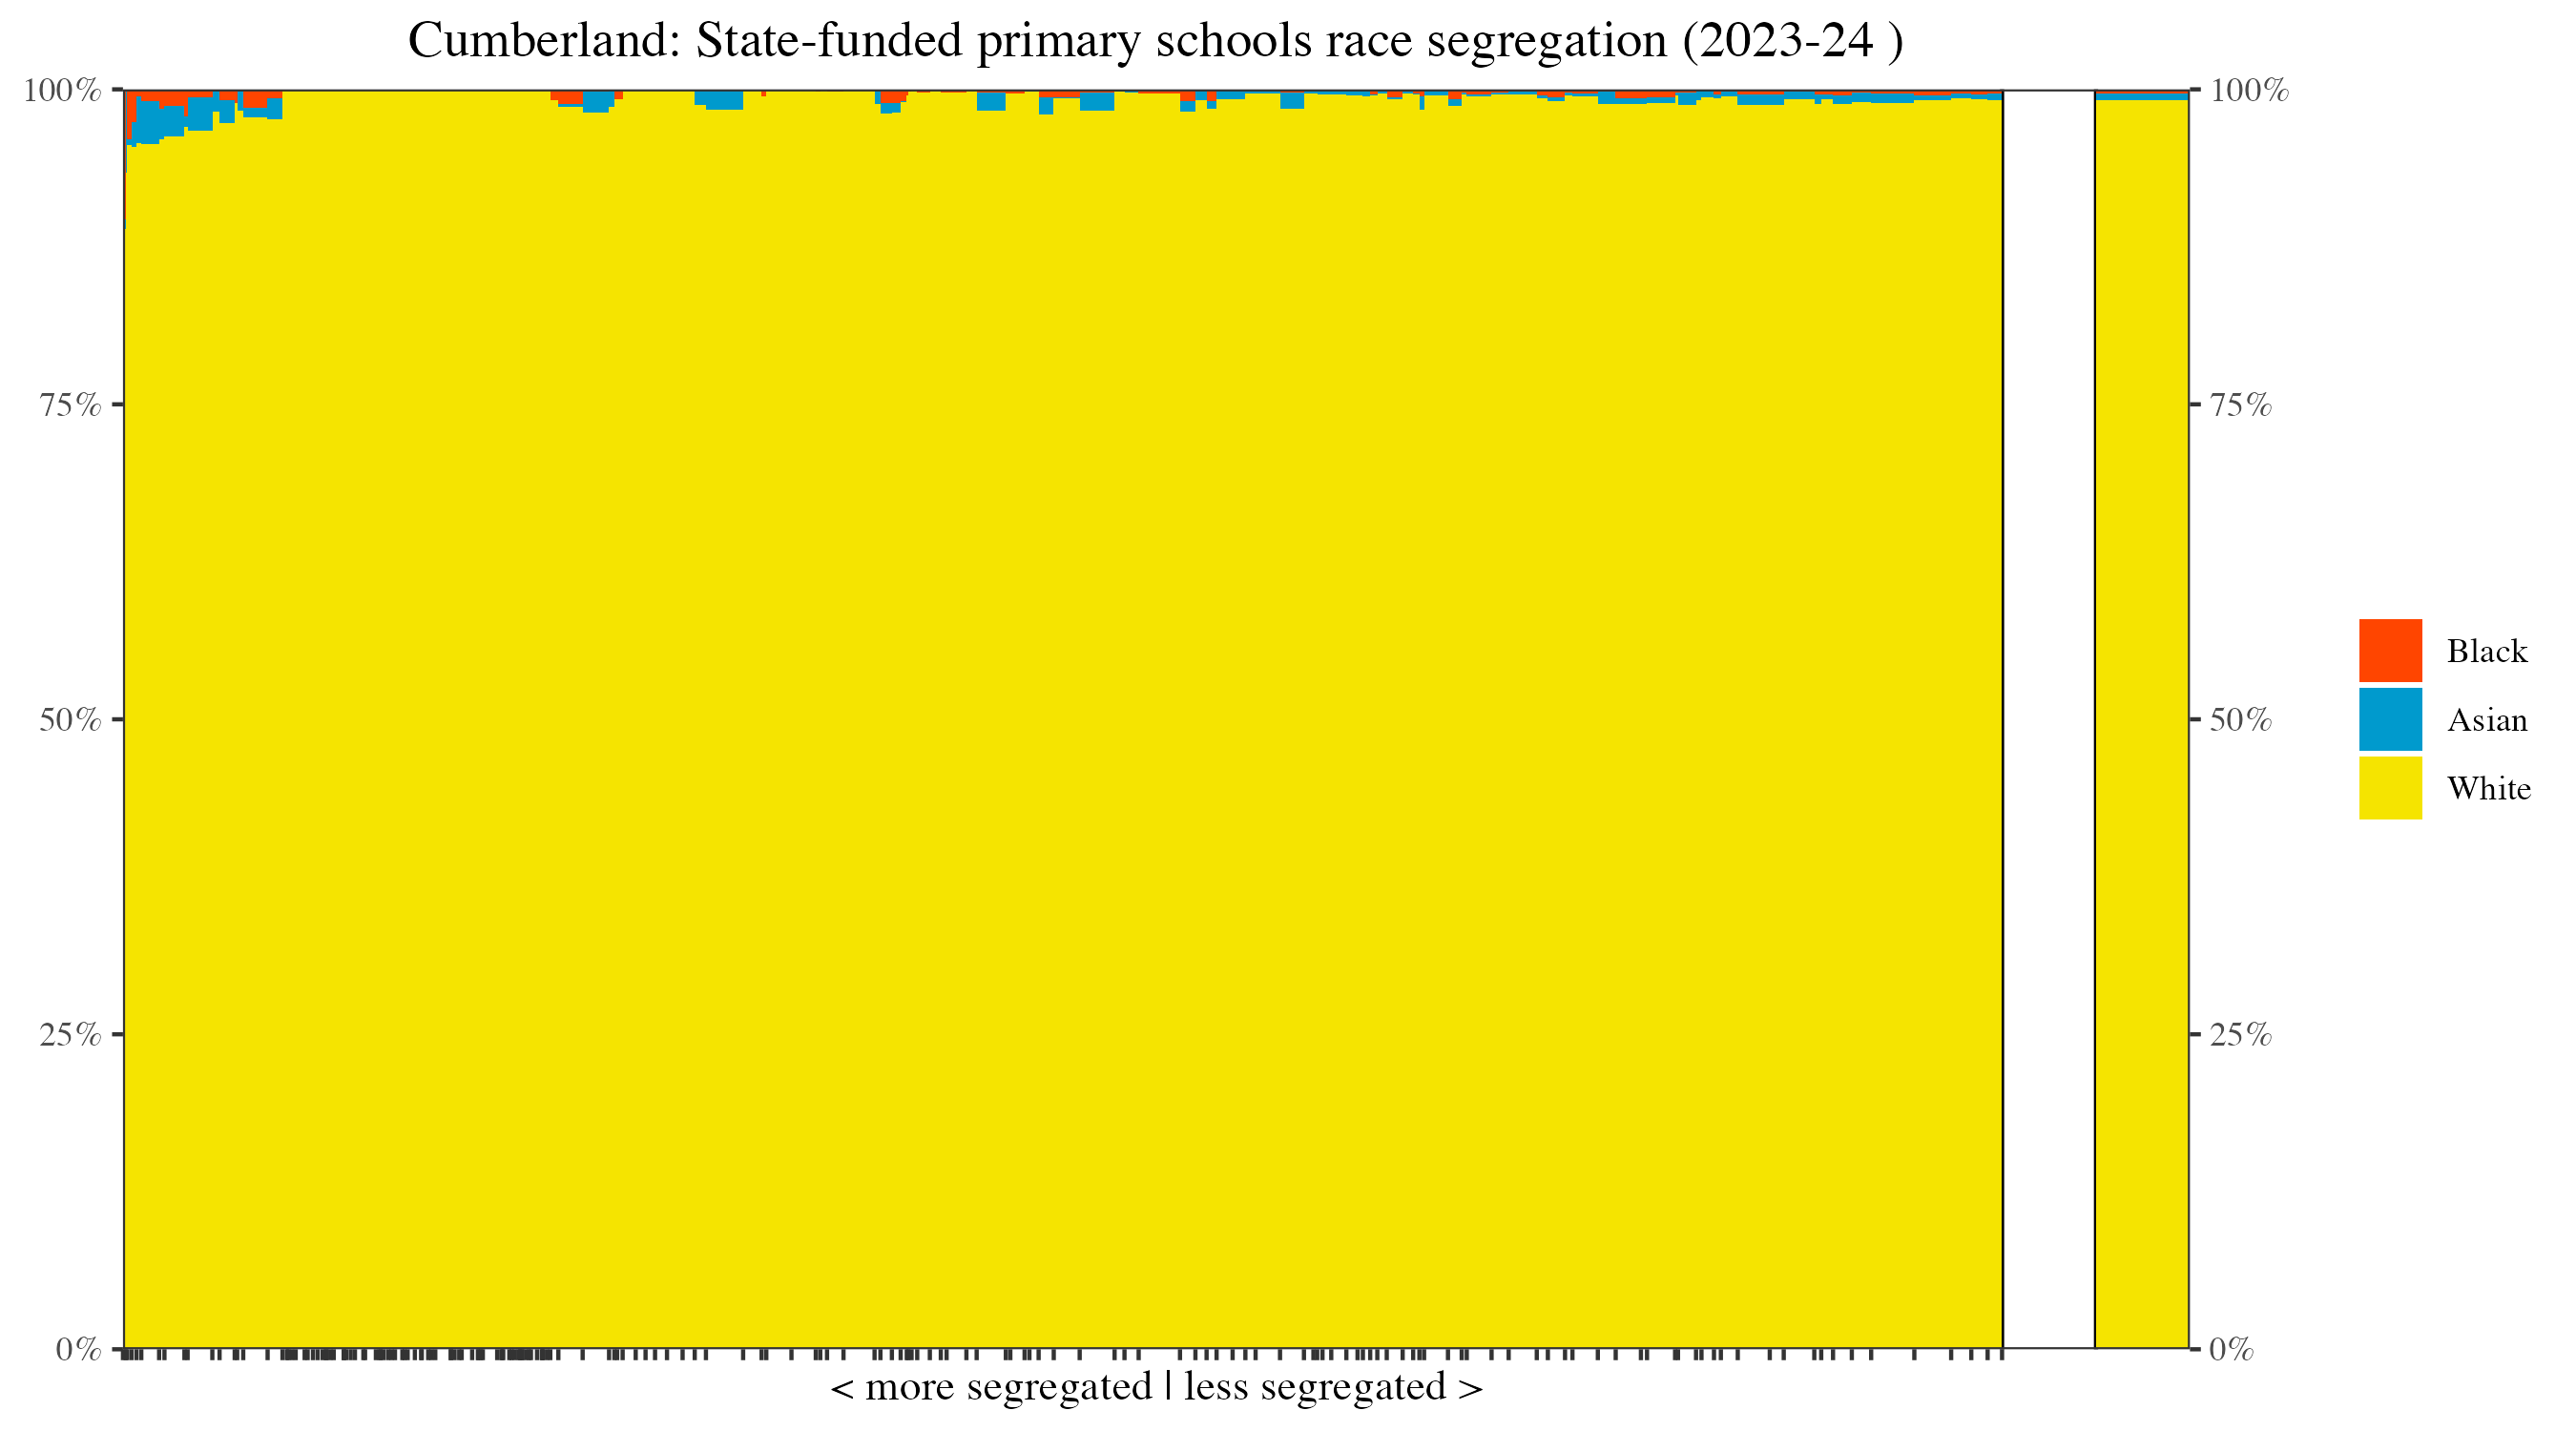 Cumberland: State-funded primary schools race segregation (2023-24 )
100%
75%
50%
25%
0%
100%
75%
50%
25%
0%
Black
Asian
White
< more segregated | less segregated >